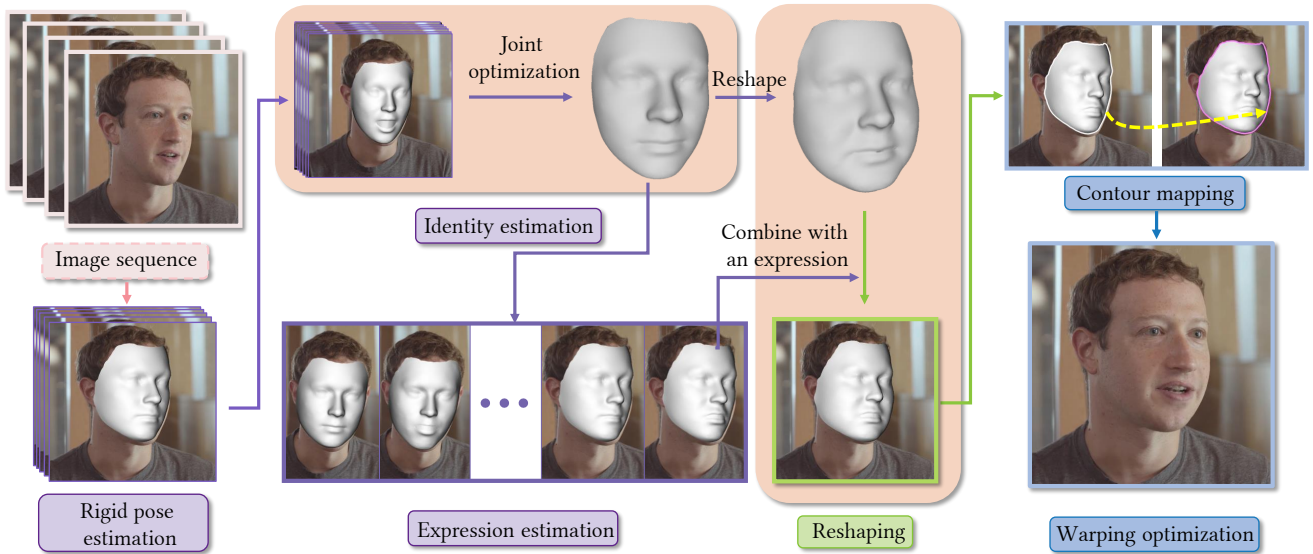 Joint
optimization
Reshape
Image sequence
Identity estimation
Combine with
an expression
Contour mapping
Rigid pose
estimation
Expression estimation
Reshaping
Warping optimization